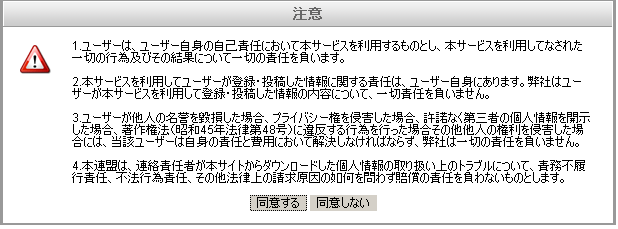 注意
1.ユーザーは、ユーザー自身の自己責任において本サービスを利用するものとし、本サービスを利用してなされた
一切の行為及びその結果について一切の責任を負います。
2.本サービスを利用してユーザーが登録・投稿した情報に関する責任は、ユーザー自身にあります。弊社はユー
ザーが本サービスを利用して登録・投稿した情報の内容について、一切責任を負いません。
3.ユーザーが他人の名誉を毀損した場合、プライバシー権を侵害した場合、許諾なく第三者の個人情報を開示
した場合、著作権法(昭和45年法律第48号)に違反する行為を行った場合その他他人の権利を侵害した場
合には、当該ユーザーは自身の責任と費用において解決しなければならず、弊社は一切の責任を負いません。
4.本連盟は、連絡責任者が本サイトからダウンロードした個人情報の取り扱い上のトラブルについて、責務不履
行責任、不法行為責任、その他法律上の請求原因の如何を問わず賠償の責任を負わないものとします。
同意する 同意しない